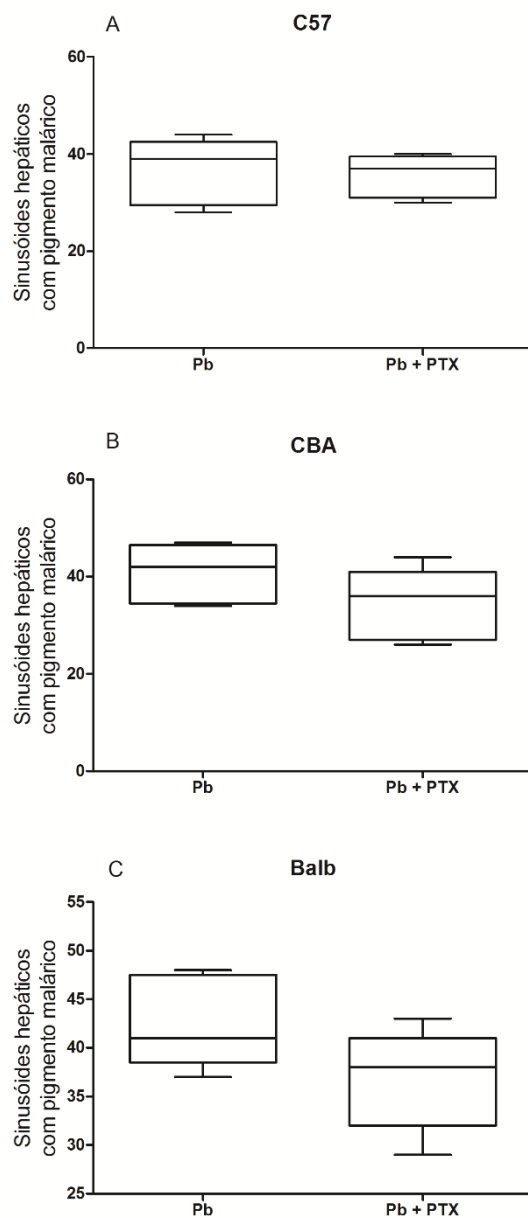 A
C57
Sinusóides hepáticos
com pigmento malárico
60
40
20
0
Pb
Pb + PTX
B
CBA
Sinusóides hepáticos
com pigmento malárico
60
40
20
0
Pb
Pb + PTX
C
Balb
Sinusóides hepáticos
com pigmento malárico
55
50
45
40
35
30
25
Pb
Pb + PTX